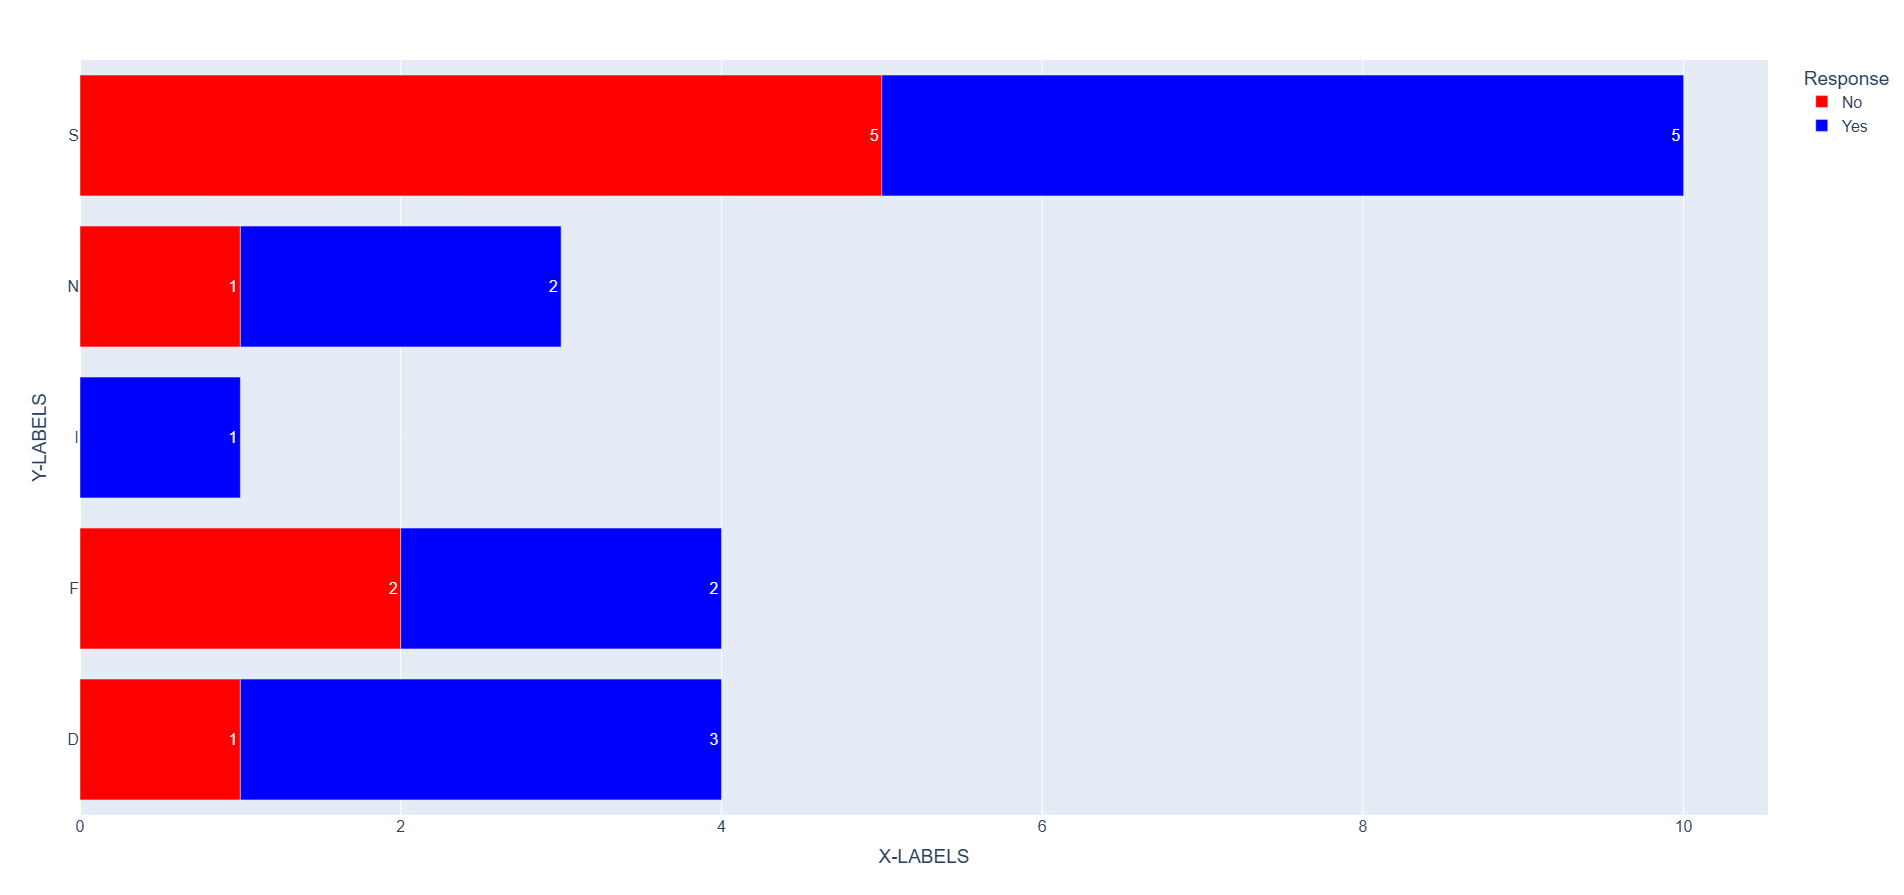 Response
No
Yes
S 5 5
N 1 2
I 1
F 2 2
D 1 3
Y-LABELS
0 2 4 6 8 10
X-LABELS